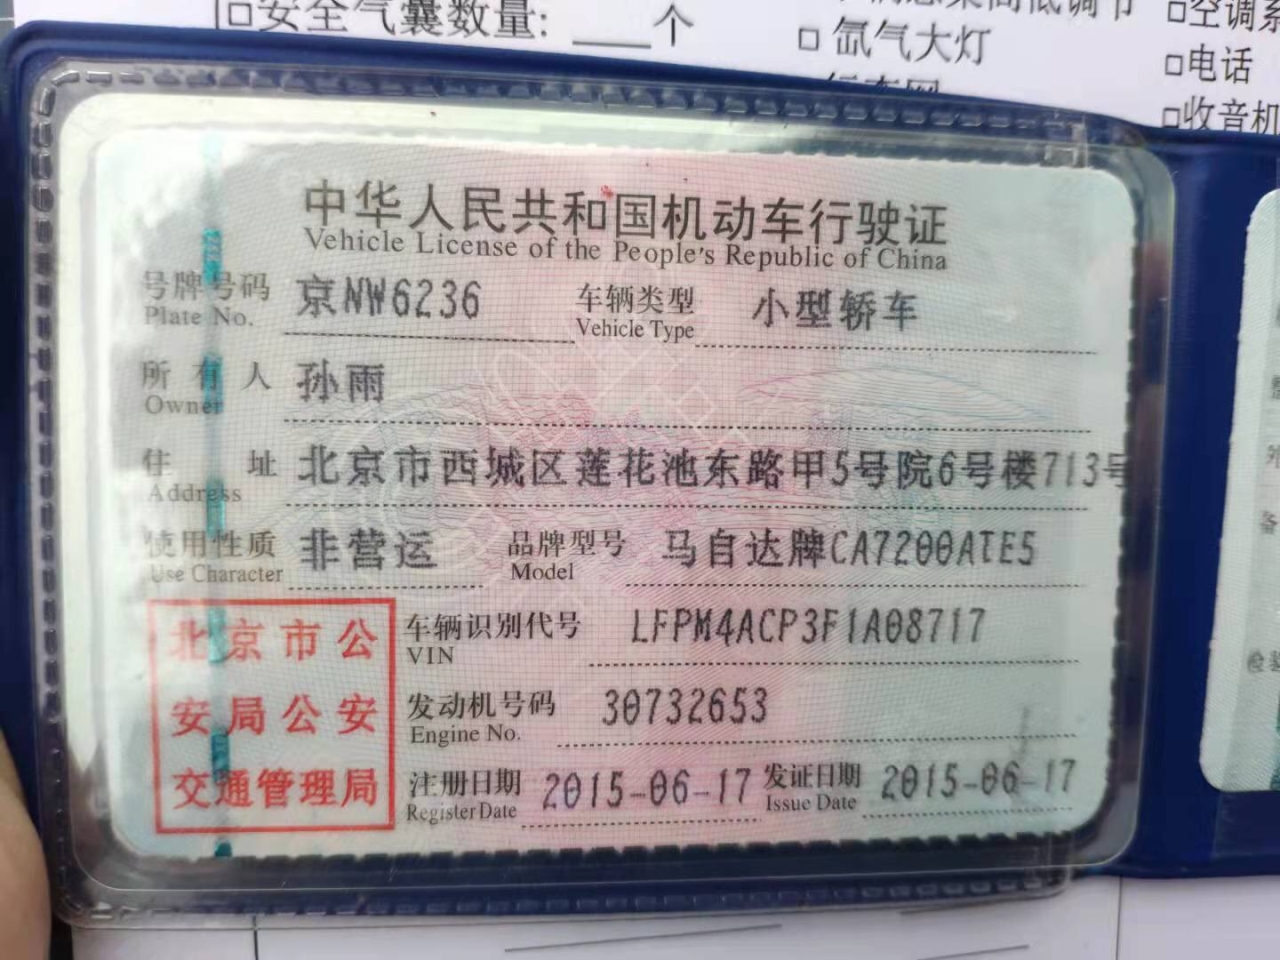 □安全气囊数量:___个
□ 氙气大灯
□电话
□收音机
中华人民共和国机动车行驶证
Vehicle License of the People's Republic of China
号牌号码 京NW6236 车辆类型 小型轿车
Plate No. Vehicle Type
所有人 孙雨
Owner
住址 北京市西城区莲花池东路甲5号院6号楼713号
Address
使用性质 非营运 品牌型号 马自达牌CA7200ATE5
Use Character Model
车辆识别代号 LFPM4ACP3F1A08717
VIN
发动机号码 30732653
Engine No.
注册日期 2015-06-17 发证日期 2015-06-17
Register Date Issue Date
北京市公
安局公安
交通管理局